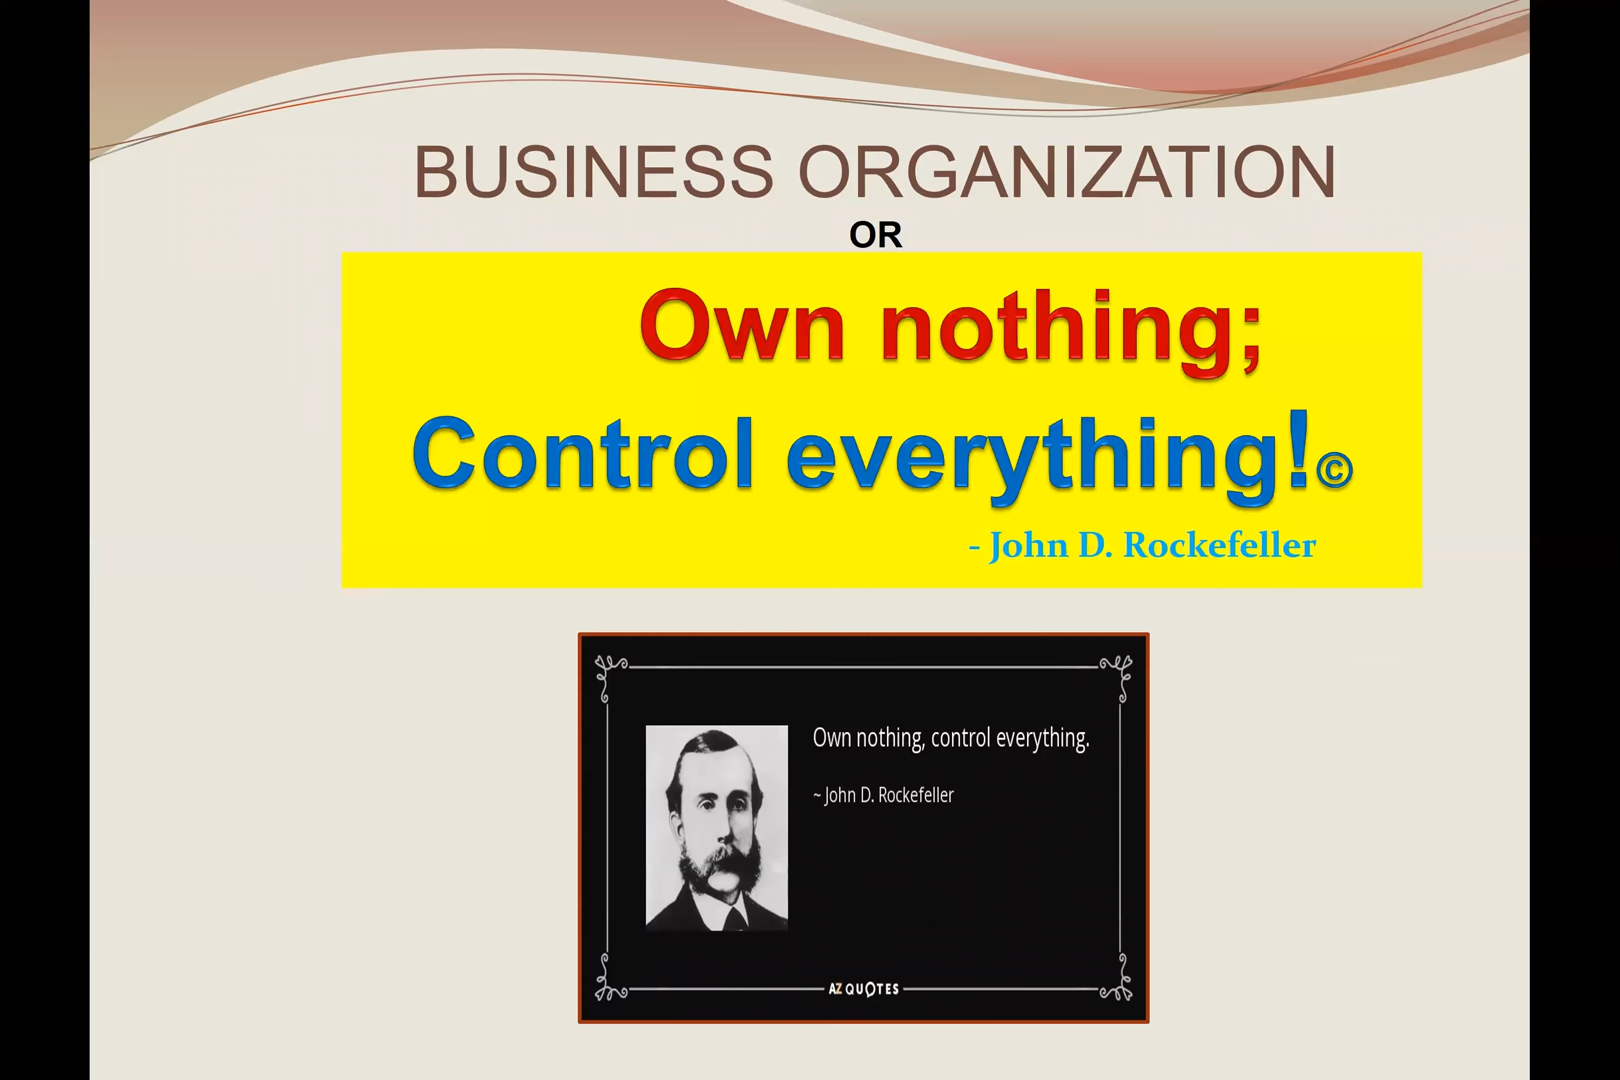 BUSINESS ORGANIZATION
OR
Own nothing;
Control everything!©
- John D. Rockefeller
Own nothing, control everything.
~ John D. Rockefeller
AZ QUOTES